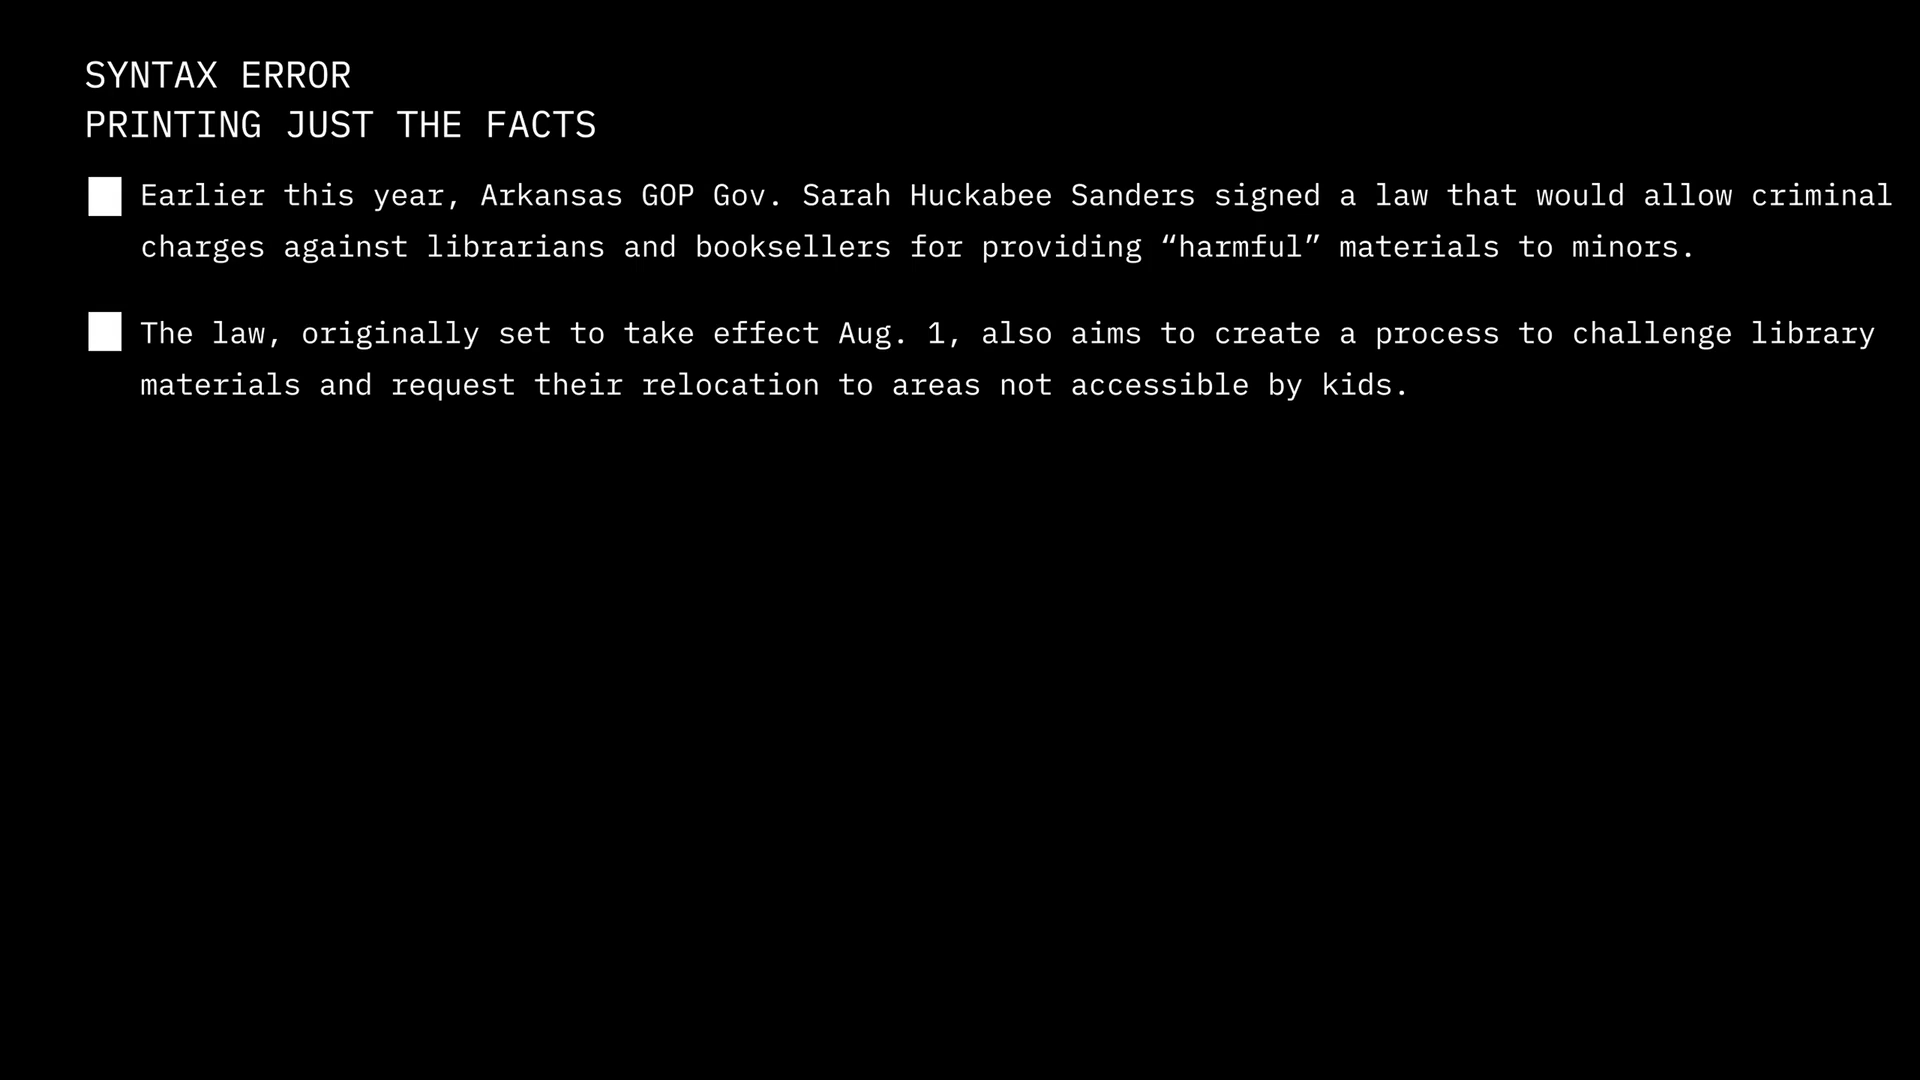 SYNTAX ERROR
PRINTING JUST THE FACTS
Earlier this year, Arkansas GOP Gov. Sarah Huckabee Sanders signed a law that would allow criminal
charges against librarians and booksellers for providing “harmful” materials to minors.
The law, originally set to take effect Aug. 1, also aims to create a process to challenge library
materials and request their relocation to areas not accessible by kids.